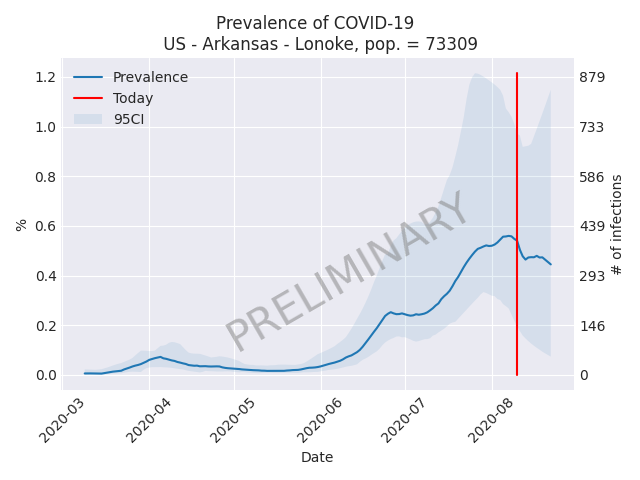 Prevalence of COVID-19
US - Arkansas - Lonoke, pop. = 73309
Prevalence
Today
95CI
1.2
1.0
0.8
0.6
0.4
0.2
0.0
%
879
733
586
439
293
146
0
# of infections
PRELIMINARY
2020-03
2020-04
2020-05
2020-06
2020-07
2020-08
Date